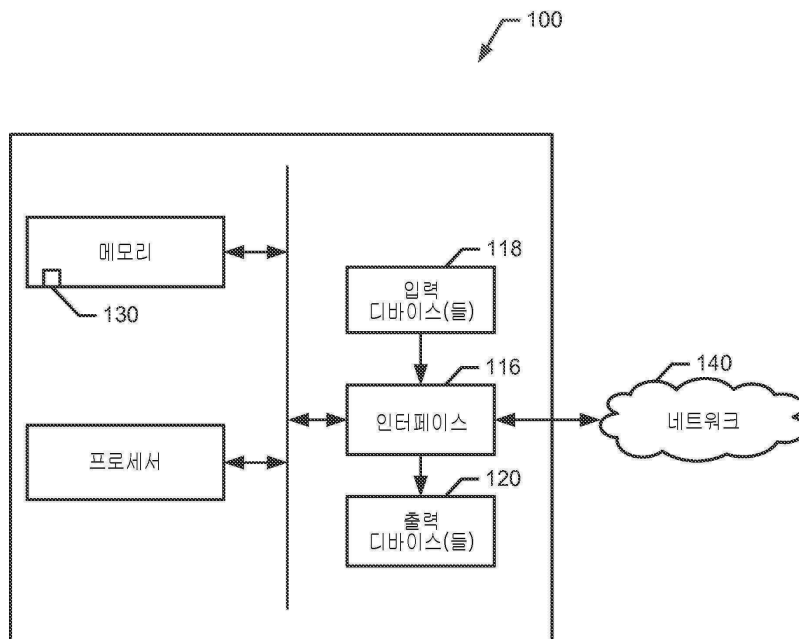 100
메모리
130
118
입력
디바이스(들)
116
인터페이스
140
네트워크
프로세서
120
출력
디바이스(들)